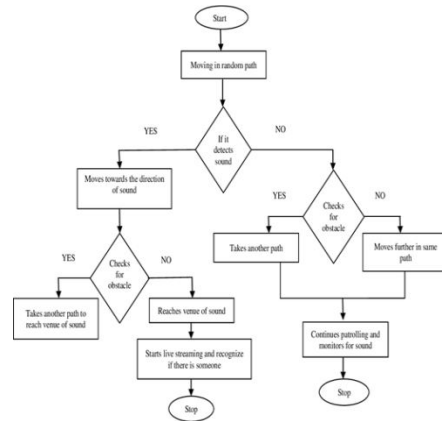 Start
Moving in random path
YES
NO
If it
detects
sound
Moves towards the direction
of sound
YES
NO
Checks
for
obstacle
Takes another path
Moves further in same
path
YES
NO
Checks
for
obstacle
Takes another path to
reach venue of sound
Reaches venue of sound
Continues patrolling and
monitors for sound
Starts live streaming and recognize
if there is someone
Stop
Stop